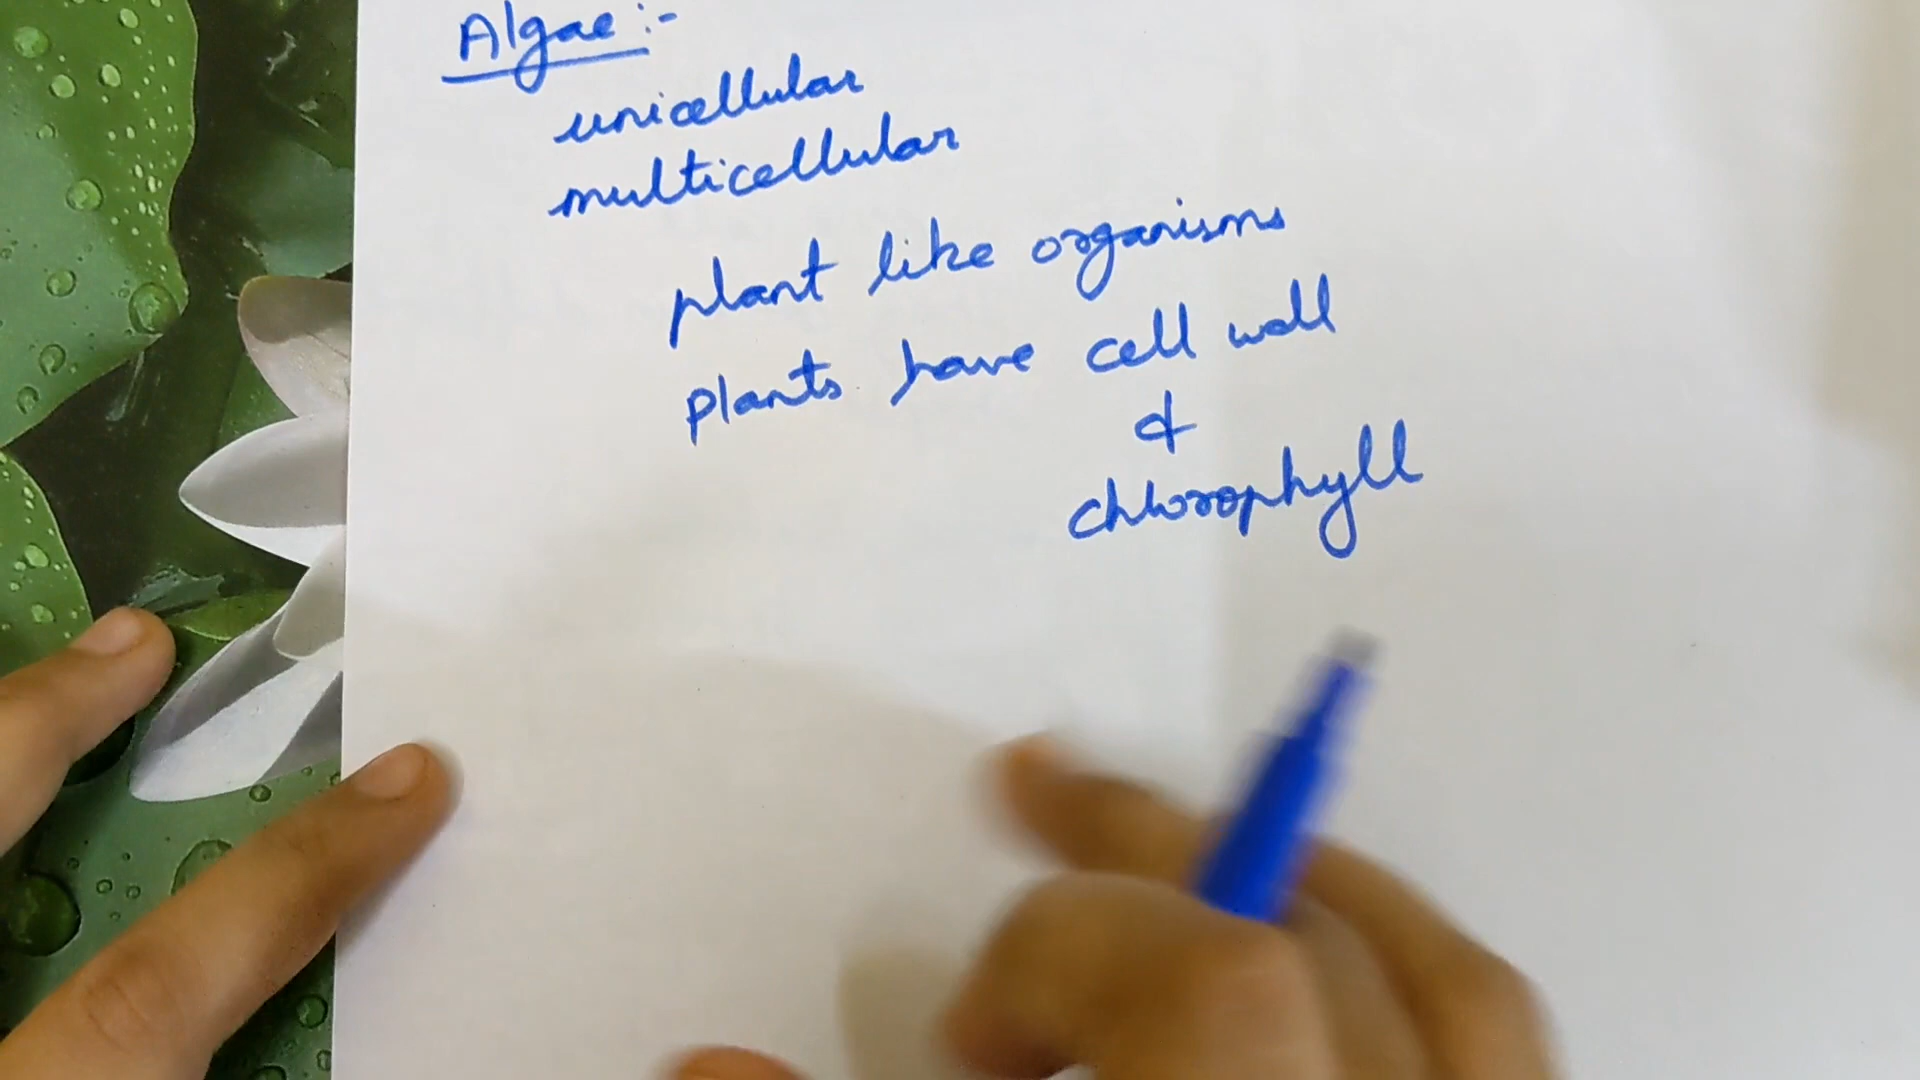 Algae:-
unicellular
multicellular
plant like organisms
plants have cell wall
&
chlorophyll